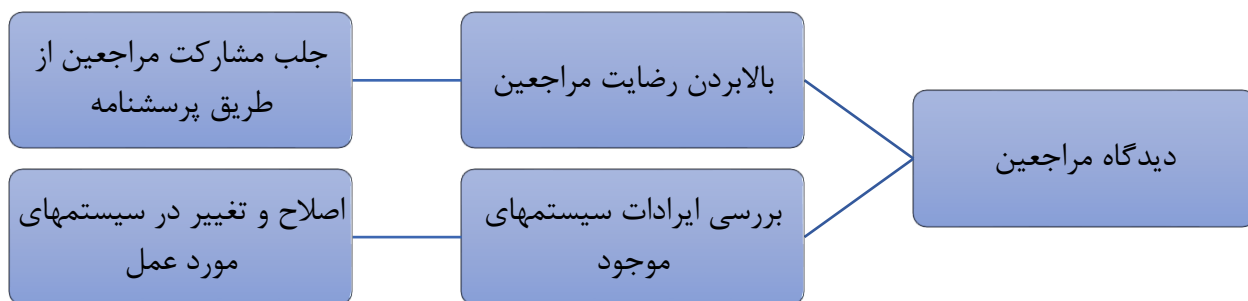 دیدگاه مراجعین
بالابردن رضایت مراجعین
جلب مشارکت مراجعین از
طریق پرسشنامه
بررسی ایرادات سیستمهای
موجود
اصلاح و تغییر در سیستمهای
مورد عمل